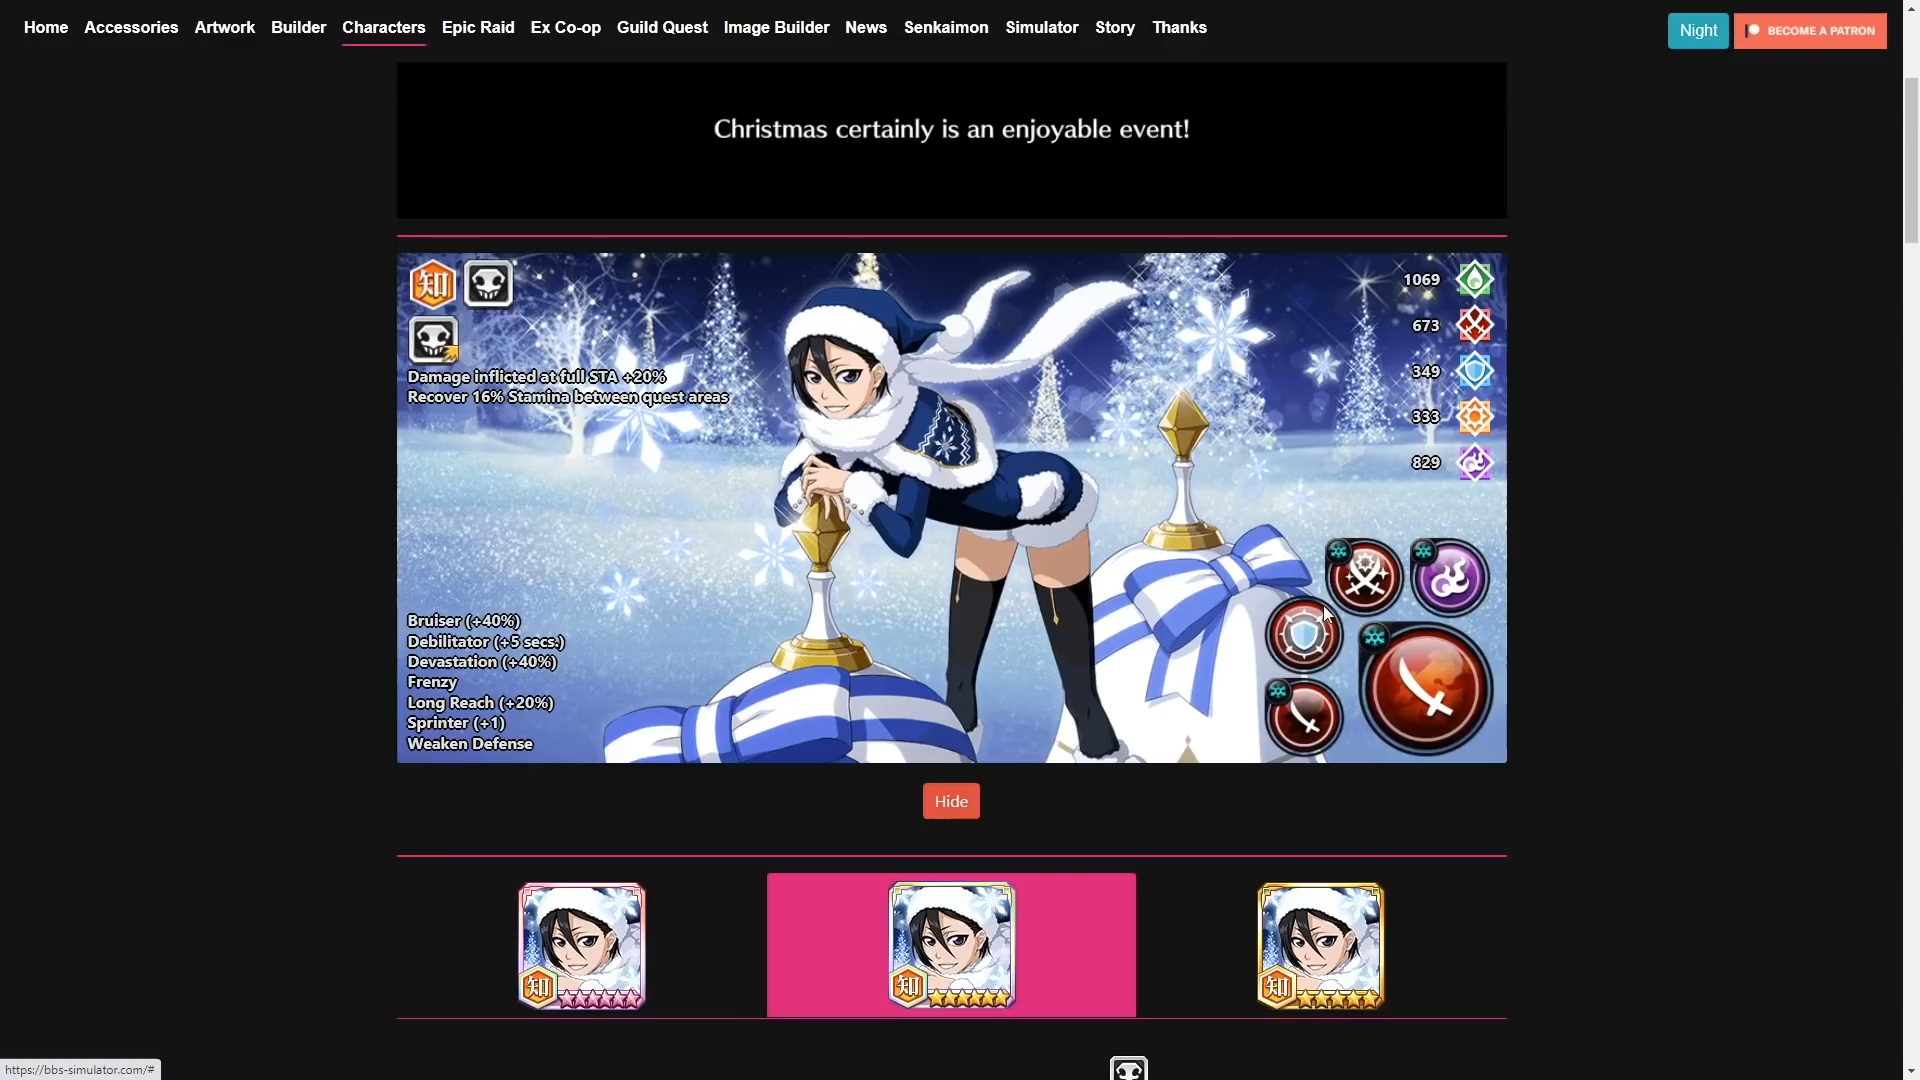 Home Accessories Artwork Builder Characters Epic Raid Ex Co-op Guild Quest Image Builder News Senkaimon Simulator Story Thanks
Night
BECOME A PATRON
Christmas certainly is an enjoyable event!
知
Damage inflicted at full STA +20%
Recover 16% Stamina between quest areas
1069
673
349
333
829
Bruiser (+40%)
Debilitator (+5 secs.)
Devastation (+40%)
Frenzy
Long Reach (+20%)
Sprinter (+1)
Weaken Defense
Hide
知
知
知
https://bbs-simulator.com/#